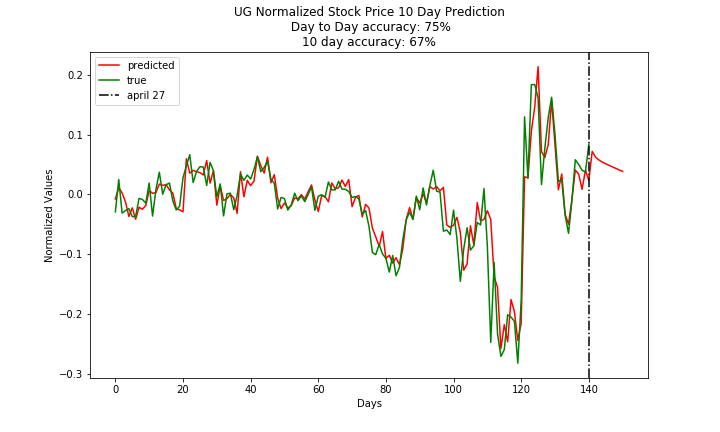 UG Normalized Stock Price 10 Day Prediction
Day to Day accuracy: 75%
10 day accuracy: 67%
predicted
true
april 27
Normalized Values
0.2
0.1
0.0
−0.1
−0.2
−0.3
0 20 40 60 80 100 120 140
Days